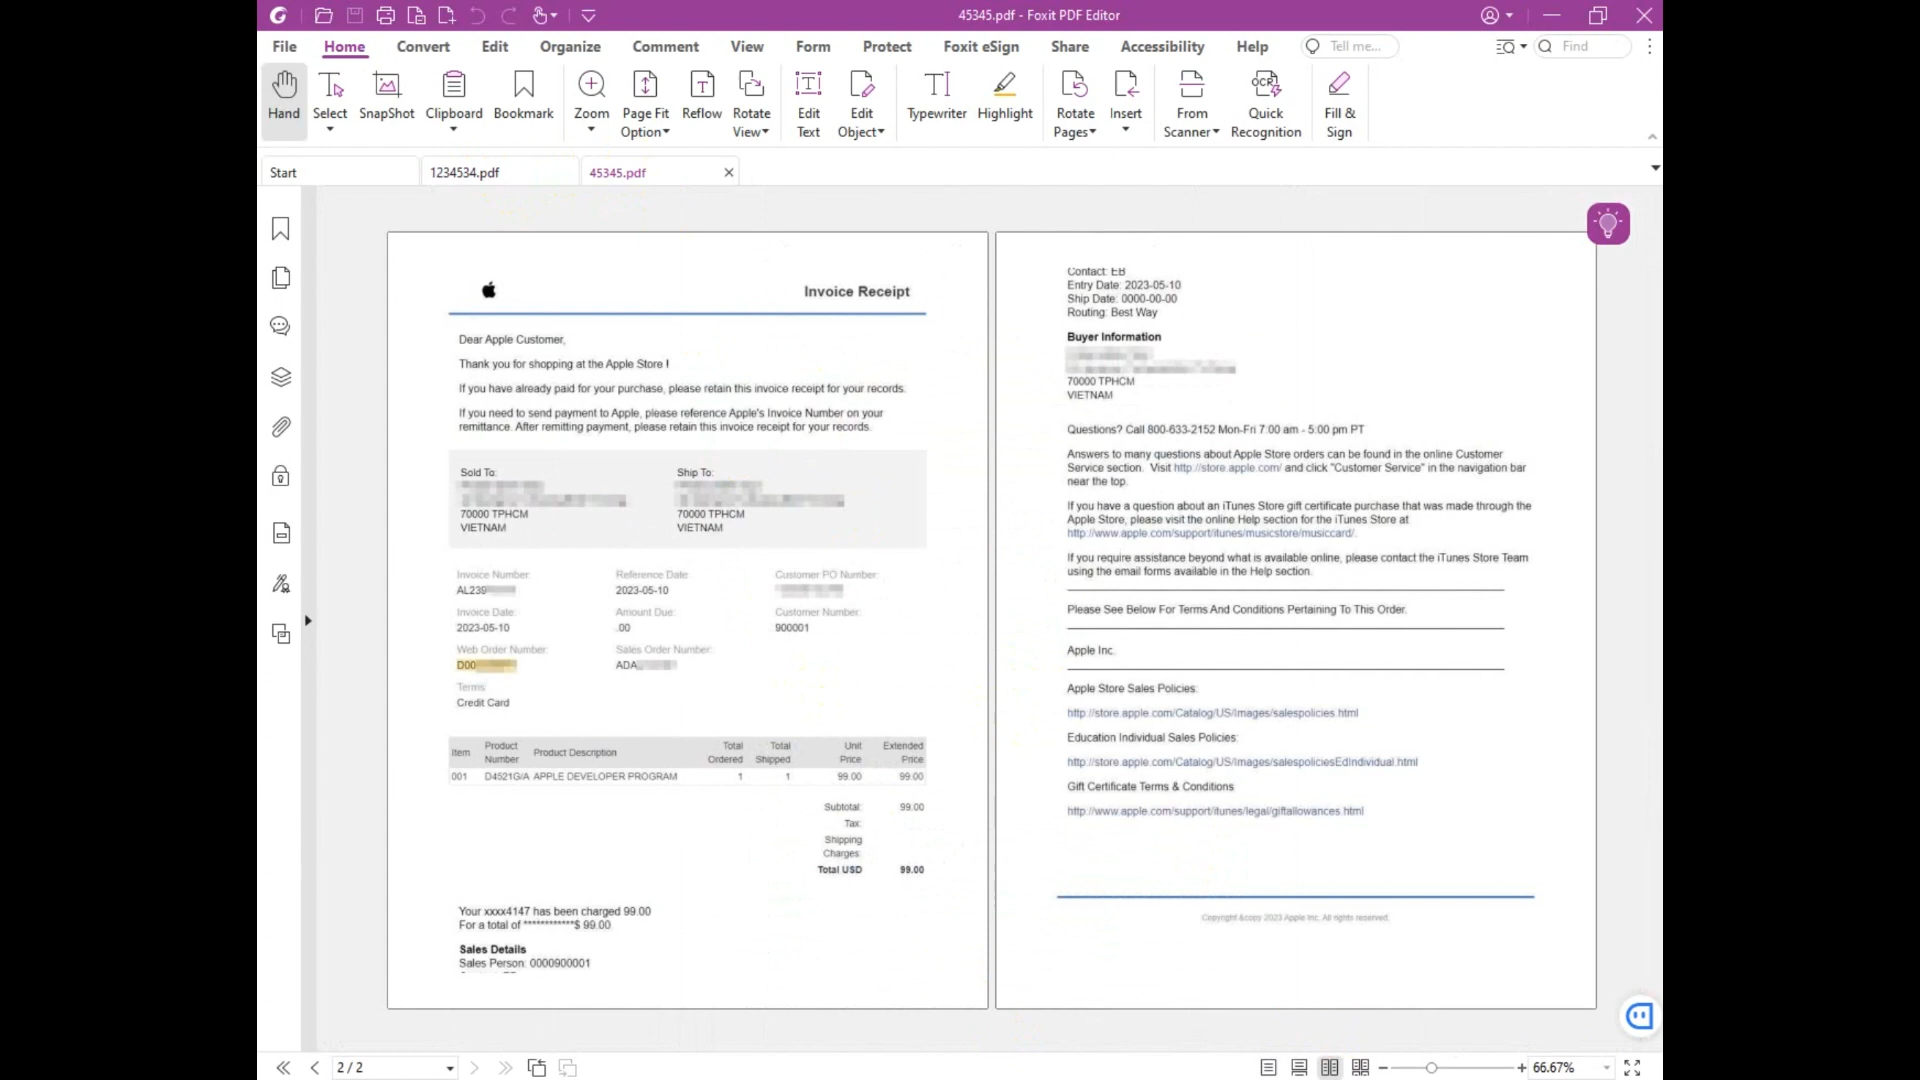 45345.pdf - Foxit PDF Editor
File Home Convert Edit Organize Comment View Form Protect Foxit eSign Share Accessibility Help Tell me... Find
Hand Select SnapShot Clipboard Bookmark Zoom Page Fit Option Reflow Rotate View Edit Text Edit Object Typewriter Highlight Rotate Pages Insert From Scanner OCR Quick Recognition Fill & Sign
Start 1234534.pdf 45345.pdf
Invoice Receipt
Dear Apple Customer,
Thank you for shopping at the Apple Store !
If you have already paid for your purchase, please retain this invoice receipt for your records.
If you need to send payment to Apple, please reference Apple's Invoice Number on your
remittance. After remitting payment, please retain this invoice receipt for your records.
Sold To: Ship To:
70000 TPHCM 70000 TPHCM
VIETNAM VIETNAM
Invoice Number: Reference Date: Customer PO Number:
AL239 2023-05-10
Invoice Date: Amount Due: Customer Number:
2023-05-10 .00 900001
Web Order Number: Sales Order Number:
D00 ADA
Terms:
Credit Card
Item Product Number Product Description Total Ordered Total Shipped Unit Price Extended Price
001 D4521G/A APPLE DEVELOPER PROGRAM 1 1 99.00 99.00
Subtotal: 99.00
Tax:
Shipping
Charges:
Total USD 99.00
Your xxxx4147 has been charged 99.00
For a total of ************$ 99.00
Sales Details
Sales Person: 0000900001
Contact: EB
Entry Date: 2023-05-10
Ship Date: 0000-00-00
Routing: Best Way
Buyer Information
70000 TPHCM
VIETNAM
Questions? Call 800-633-2152 Mon-Fri 7:00 am - 5:00 pm PT
Answers to many questions about Apple Store orders can be found in the online Customer
Service section. Visit http://store.apple.com/ and click "Customer Service" in the navigation bar
near the top.
If you have a question about an iTunes Store gift certificate purchase that was made through the
Apple Store, please visit the online Help section for the iTunes Store at
http://www.apple.com/support/itunes/musicstore/musiccard/.
If you require assistance beyond what is available online, please contact the iTunes Store Team
using the email forms available in the Help section.
Please See Below For Terms And Conditions Pertaining To This Order.
Apple Inc.
Apple Store Sales Policies:
http://store.apple.com/Catalog/US/Images/salespolicies.html
Education Individual Sales Policies:
http://store.apple.com/Catalog/US/Images/salespoliciesEdIndividual.html
Gift Certificate Terms & Conditions
http://www.apple.com/support/itunes/legal/giftallowances.html
Copyright &copy 2023 Apple Inc. All rights reserved.
2 / 2 66.67%